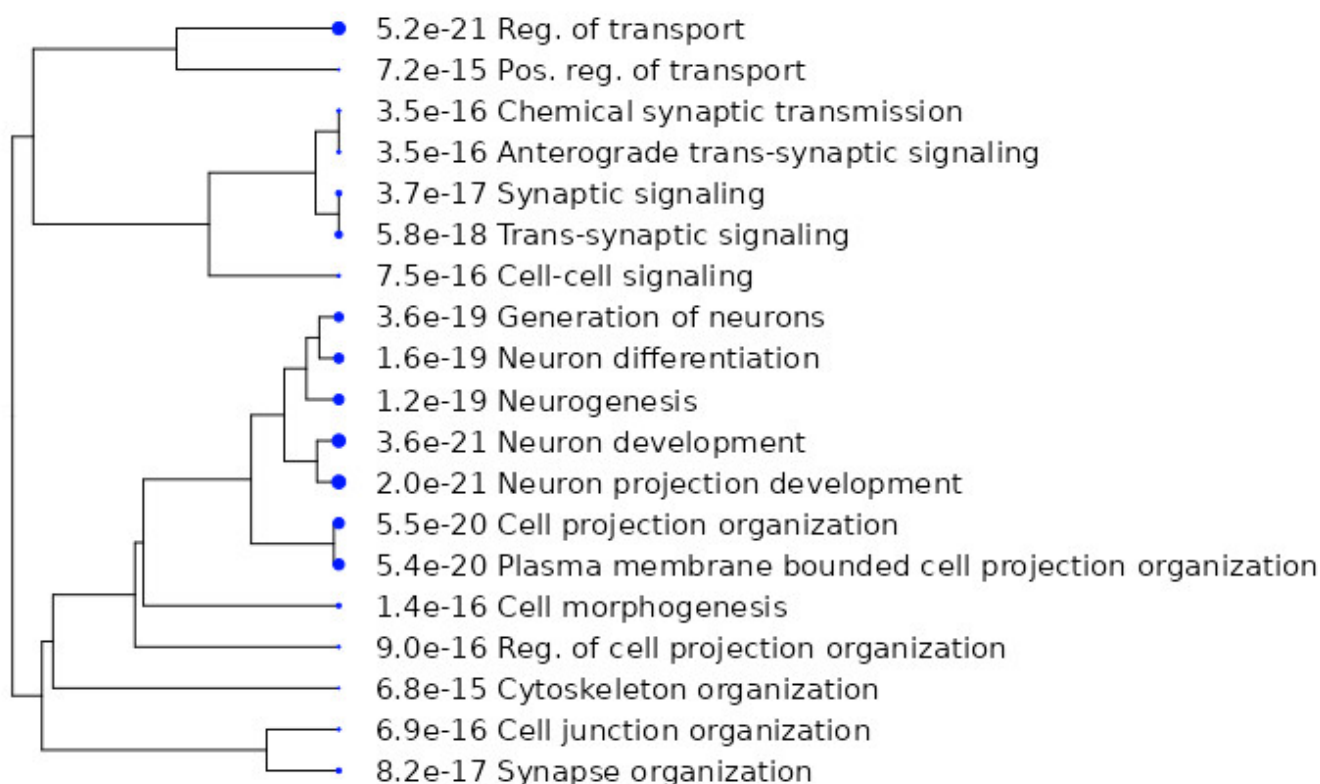 5.2e-21 Reg. of transport
7.2e-15 Pos. reg. of transport
3.5e-16 Chemical synaptic transmission
3.5e-16 Anterograde trans-synaptic signaling
3.7e-17 Synaptic signaling
5.8e-18 Trans-synaptic signaling
7.5e-16 Cell-cell signaling
3.6e-19 Generation of neurons
1.6e-19 Neuron differentiation
1.2e-19 Neurogenesis
3.6e-21 Neuron development
2.0e-21 Neuron projection development
5.5e-20 Cell projection organization
5.4e-20 Plasma membrane bounded cell projection organization
1.4e-16 Cell morphogenesis
9.0e-16 Reg. of cell projection organization
6.8e-15 Cytoskeleton organization
6.9e-16 Cell junction organization
8.2e-17 Synapse organization